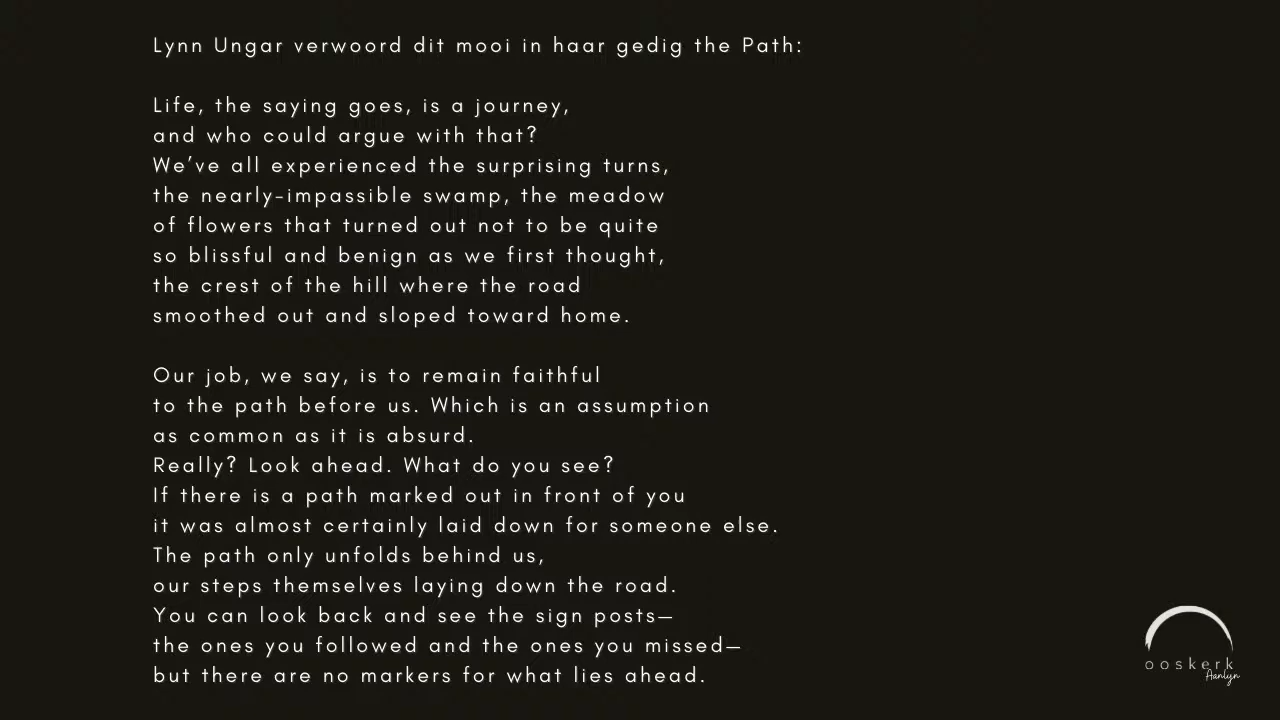 Lynn Ungar verwoord dit mooi in haar gedig the Path:
Life, the saying goes, is a journey,
and who could argue with that?
We've all experienced the surprising turns,
the nearly-impassible swamp, the meadow
of flowers that turned out not to be quite
so blissful and benign as we first thought,
the crest of the hill where the road
smoothed out and sloped toward home.
Our job, we say, is to remain faithful
to the path before us. Which is an assumption
as common as it is absurd.
Really? Look ahead. What do you see?
If there is a path marked out in front of you
it was almost certainly laid down for someone else.
The path only unfolds behind us,
our steps themselves laying down the road.
You can look back and see the sign posts—
the ones you followed and the ones you missed—
but there are no markers for what lies ahead.
ooskerk
Aanlyn